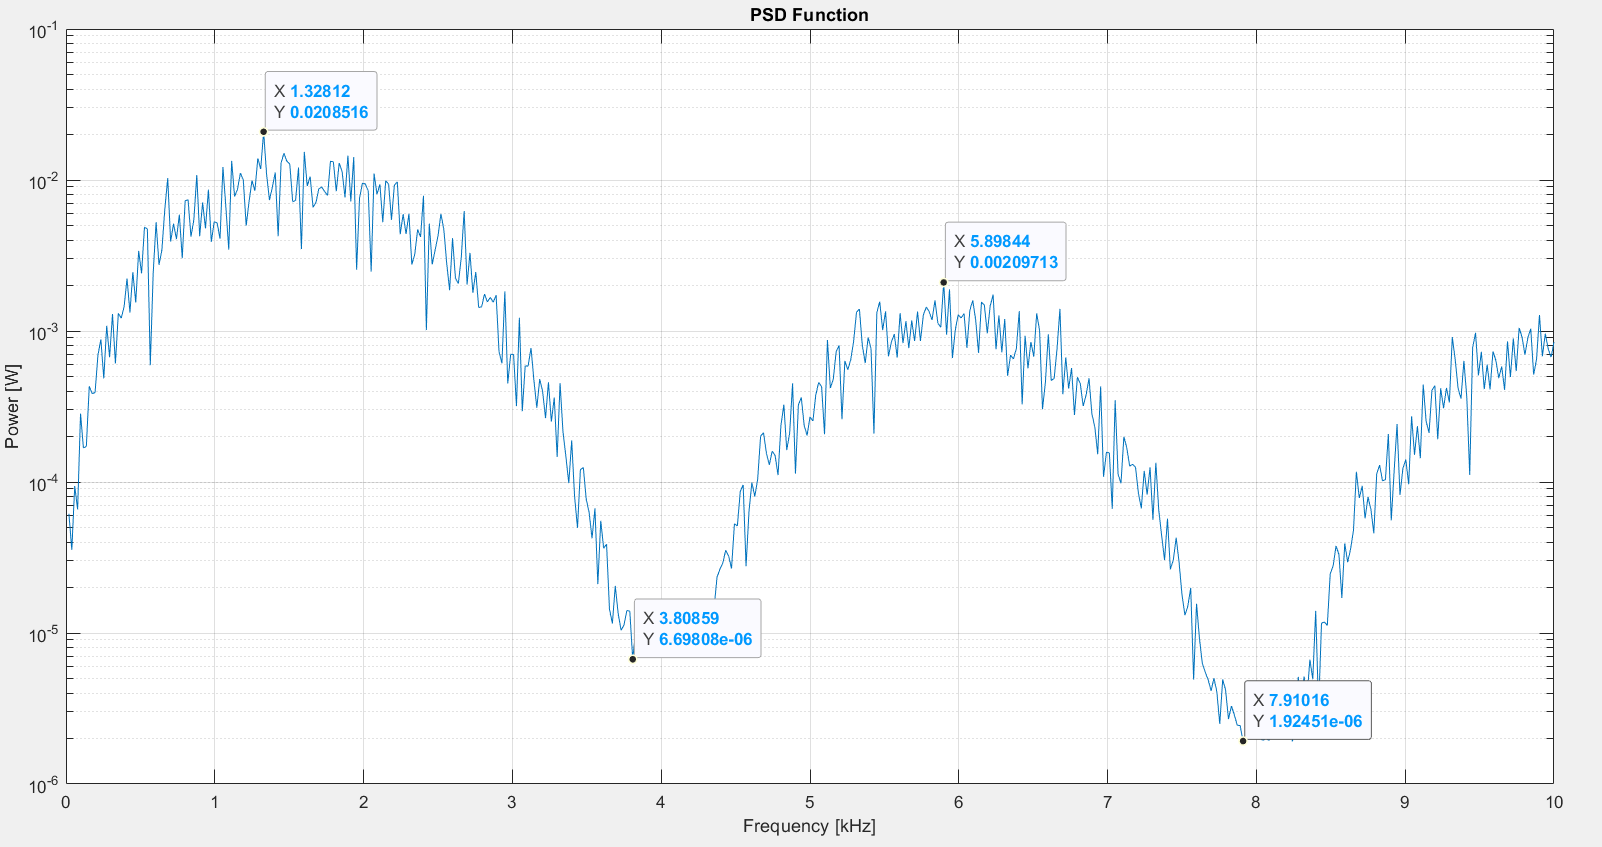 PSD Function
10^-1
X 1.32812
Y 0.0208516
10^-2
X 5.89844
Y 0.00209713
10^-3
Power [W]
10^-4
X 3.80859
Y 6.69808e-06
10^-5
X 7.91016
Y 1.92451e-06
10^-6
0 1 2 3 4 5 6 7 8 9 10
Frequency [kHz]